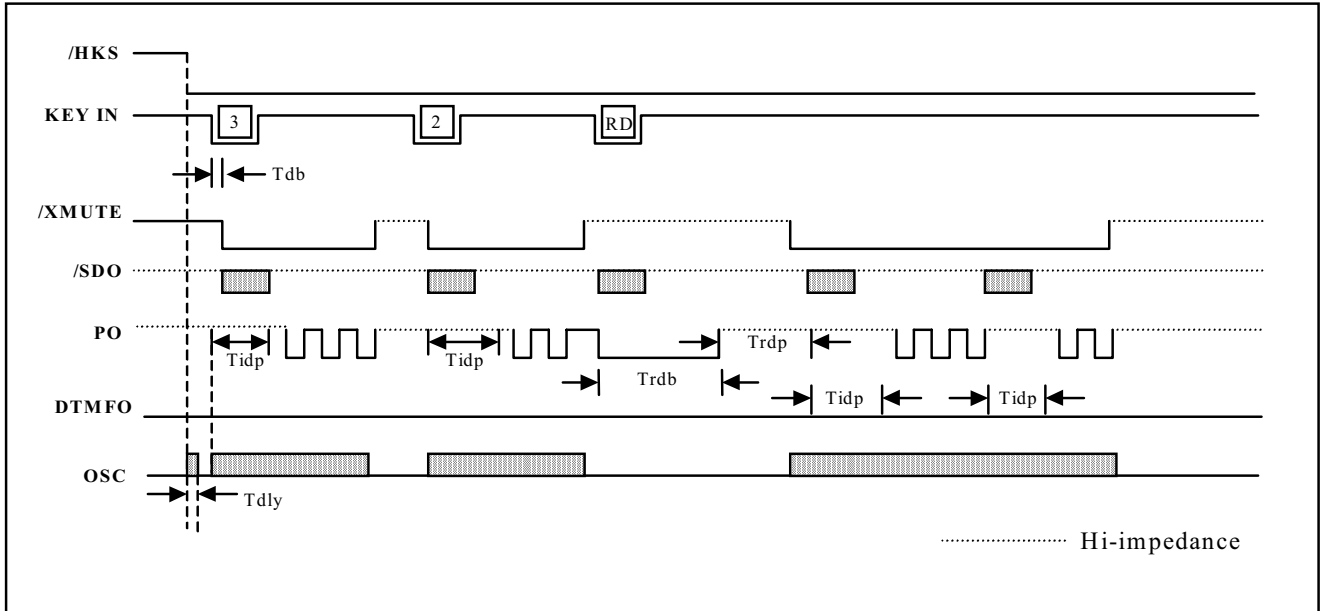 /HKS
KEY IN
3
2
RD
Tdb
/XMUTE
/SDO
PO
Tidp
Tidp
Trdp
Trdb
Tidp
Tidp
DTMFO
OSC
Tdly
Hi-impedance